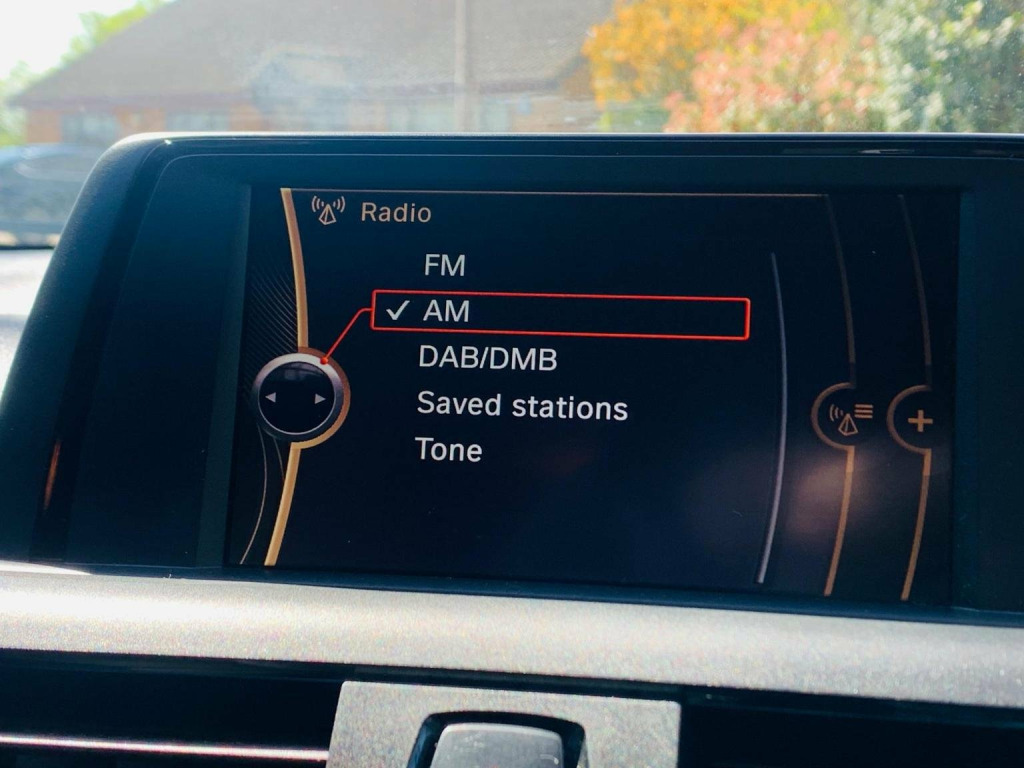 Radio
FM
✓ AM
DAB/DMB
Saved stations
Tone